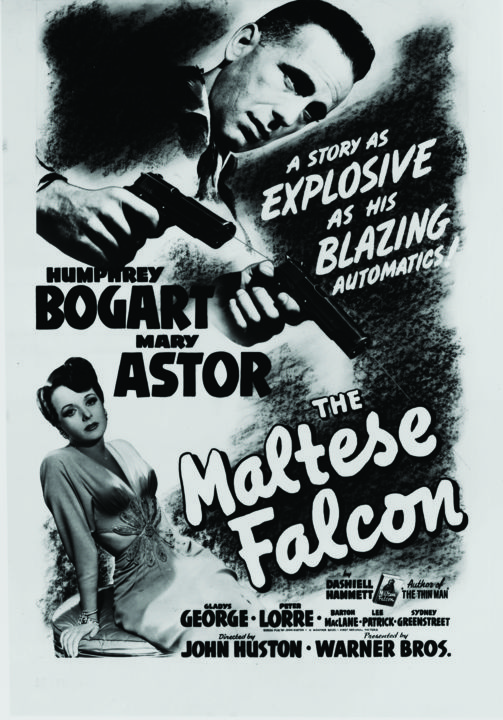 A STORY AS
EXPLOSIVE
AS HIS
BLAZING
AUTOMATICS!
HUMPHREY
BOGART
MARY
ASTOR
THE
Maltese
Falcon
by
DASHIELL
HAMMETT
Author of
THE THIN MAN
GLADYS
GEORGE • PETER
LORRE • BARTON
MacLANE • LEE
PATRICK • SYDNEY
GREENSTREET
Directed by
JOHN HUSTON • Presented by
WARNER BROS.